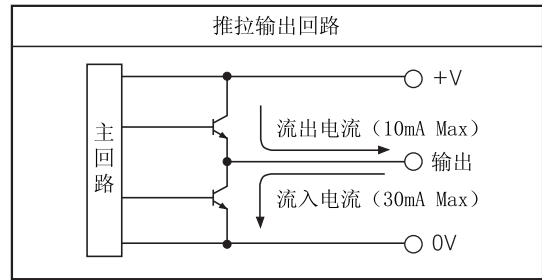 推拉输出回路
+V
主回路
流出电流（10mA Max）
输出
流入电流（30mA Max）
0V